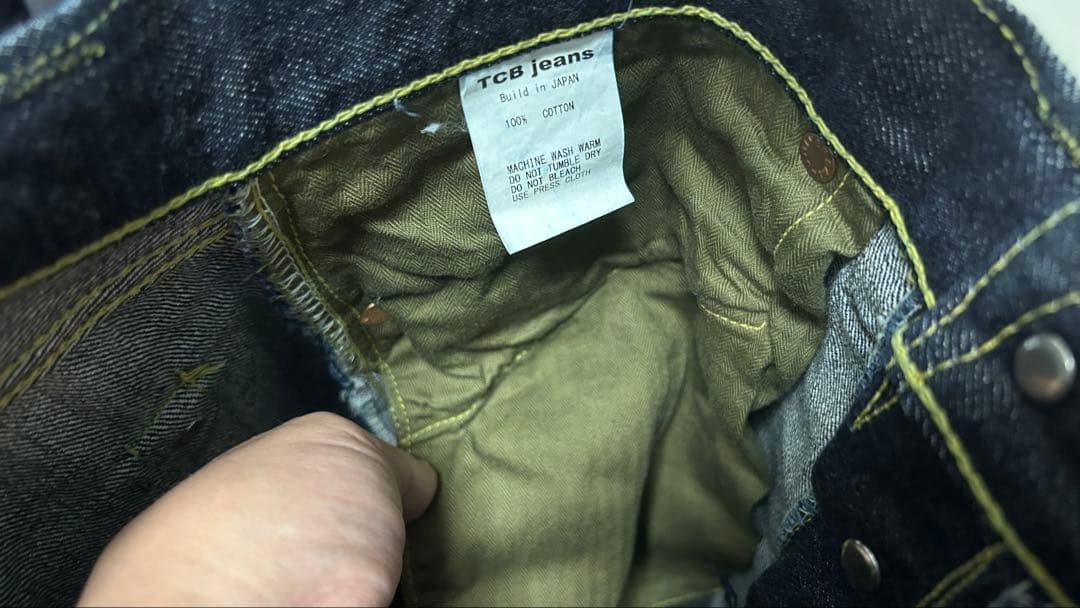 TCB jeans
Build in JAPAN
100% COTTON
MACHINE WASH WARM
DO NOT TUMBLE DRY
DO NOT BLEACH
USE PRESS CLOTH